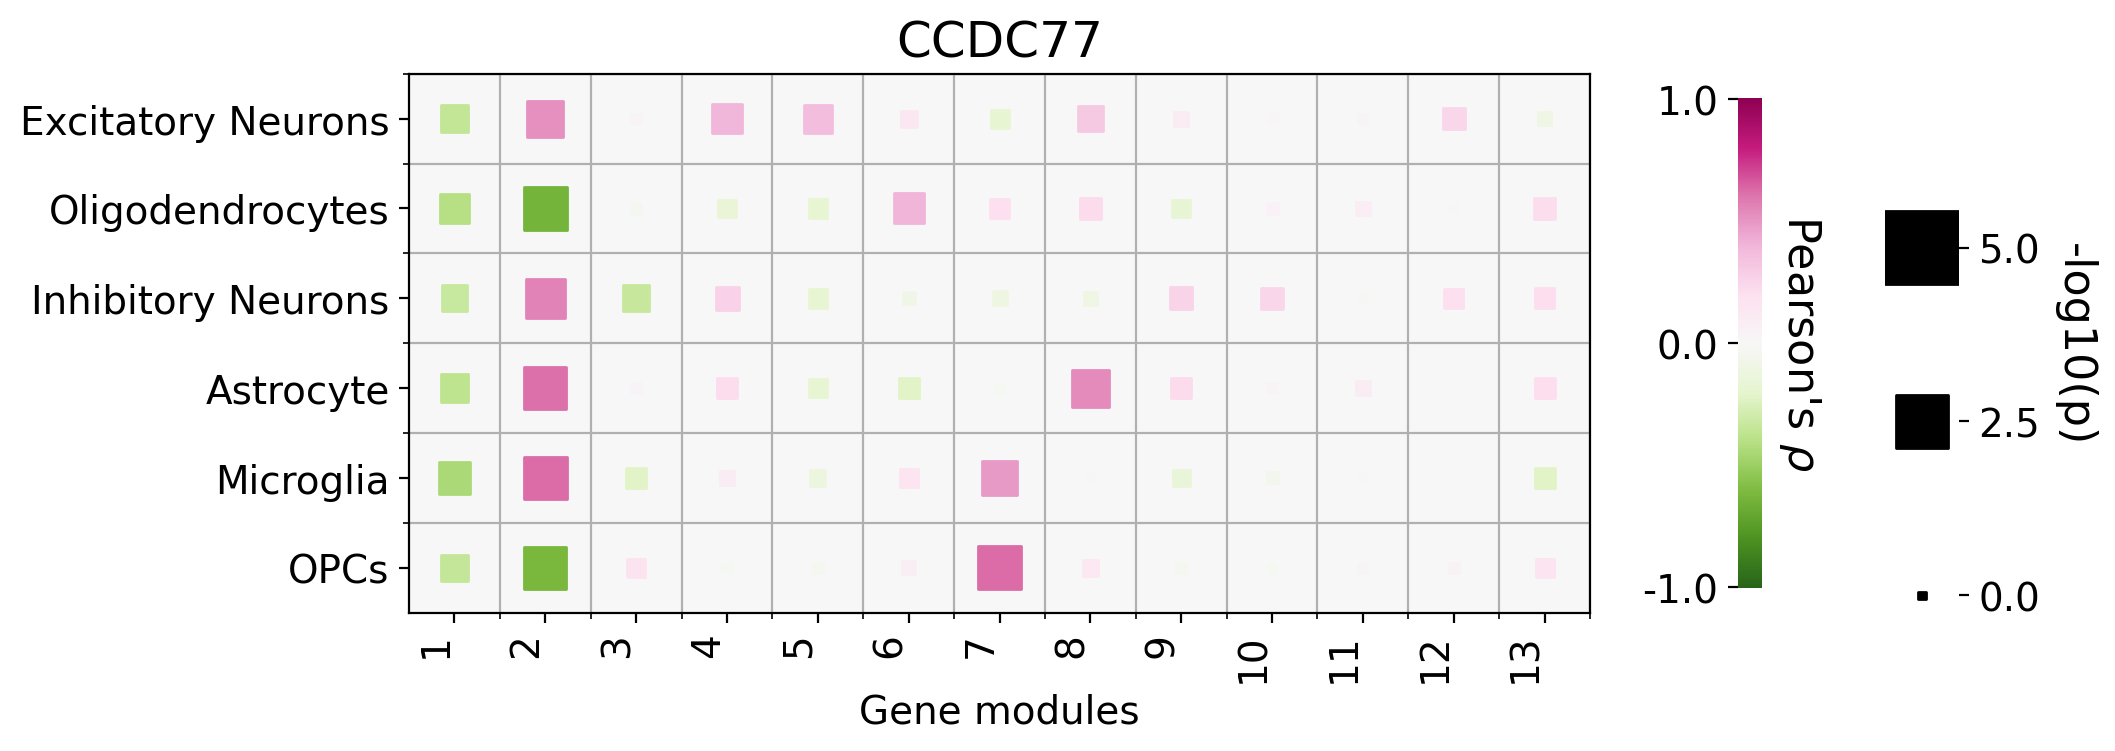 CCDC77
Excitatory Neurons
Oligodendrocytes
Inhibitory Neurons
Astrocyte
Microglia
OPCs
1
2
3
4
5
6
7
8
9
10
11
12
13
Gene modules
1.0
0.0
-1.0
Pearson's ρ
5.0
2.5
0.0
-log10(p)